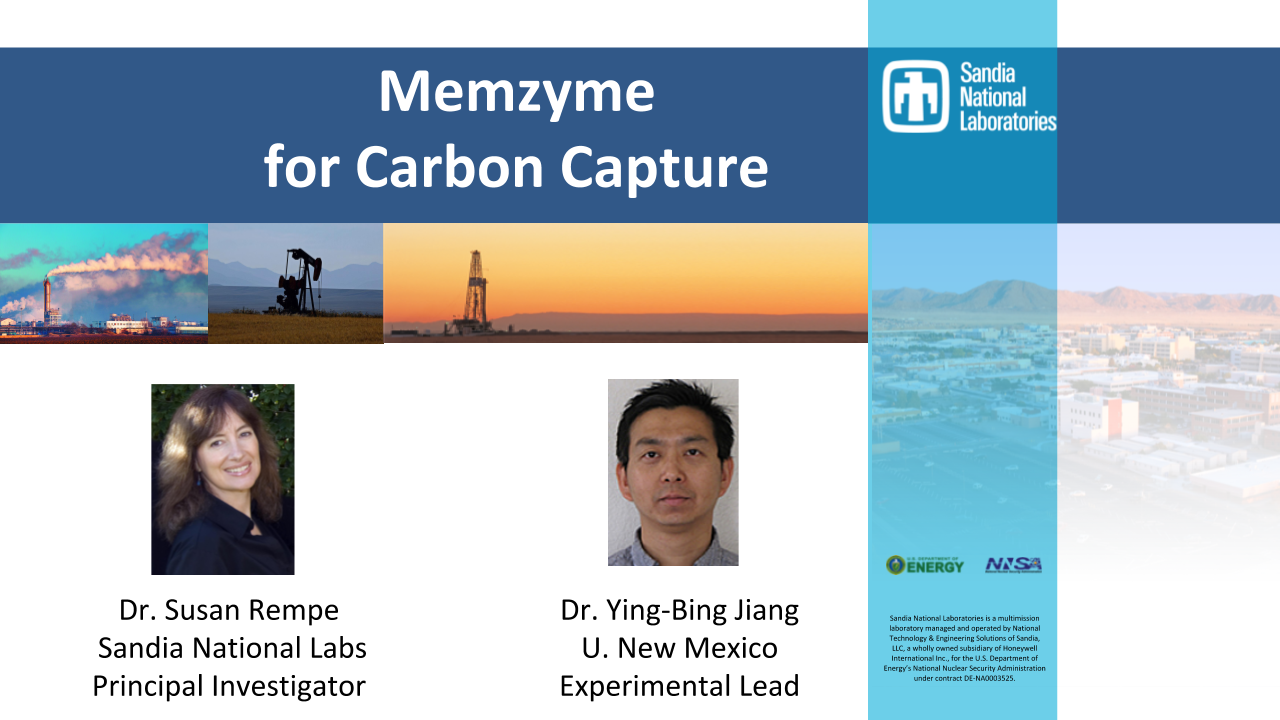 Memzyme
for Carbon Capture
Sandia
National
Laboratories
Dr. Susan Rempe
Sandia National Labs
Principal Investigator
Dr. Ying-Bing Jiang
U. New Mexico
Experimental Lead
U.S. DEPARTMENT OF
ENERGY
NNSA
Sandia National Laboratories is a multimission
laboratory managed and operated by National
Technology & Engineering Solutions of Sandia,
LLC, a wholly owned subsidiary of Honeywell
International Inc., for the U.S. Department of
Energy's National Nuclear Security Administration
under contract DE-NA0003525.